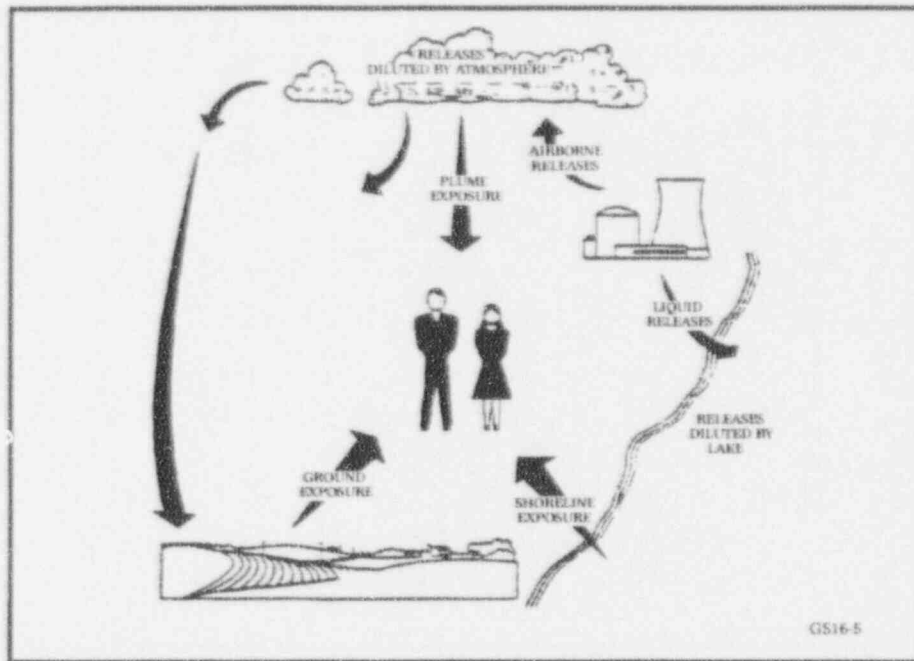 RELEASES
DILUTED BY ATMOSPHERE
AIRBORNE
RELEASES
PLUME
EXPOSURE
LIQUID
RELEASES
RELEASES
DILUTED BY
LAKE
GROUND
EXPOSURE
SHORELINE
EXPOSURE
GS16-5